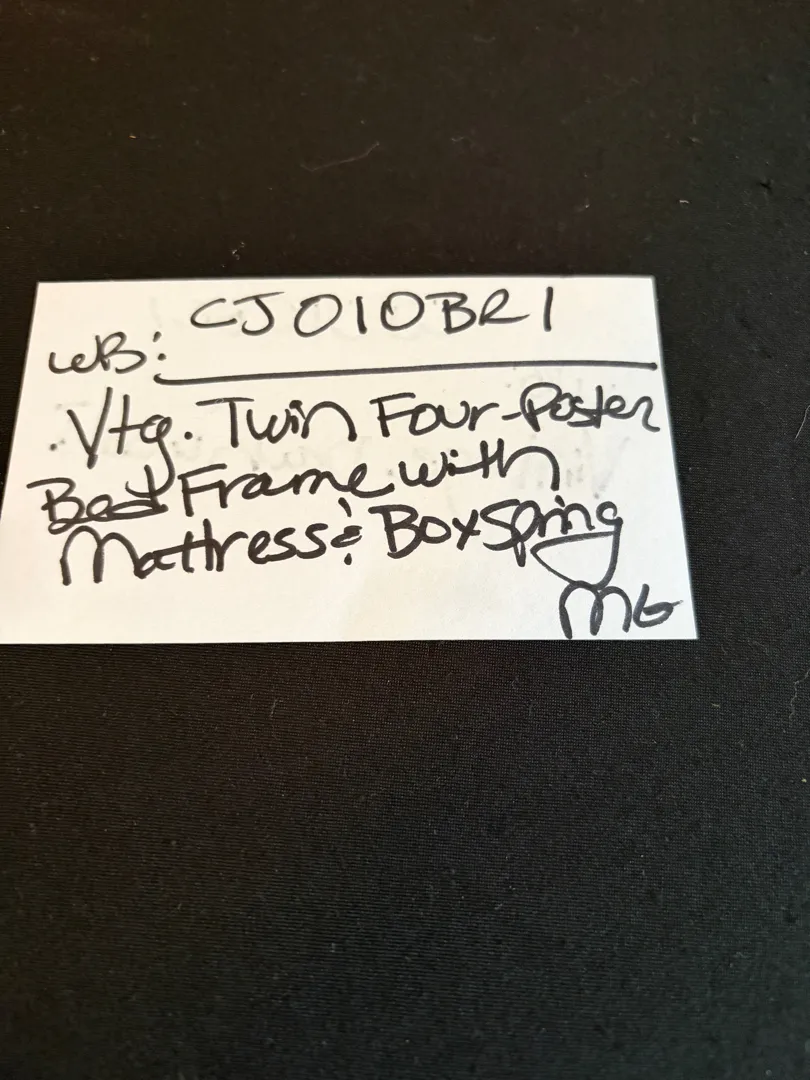 CJ010BR1
WB:
. Vtg. Twin Four-Poster
Bed Frame with
Mattress & BoxSpring
MG